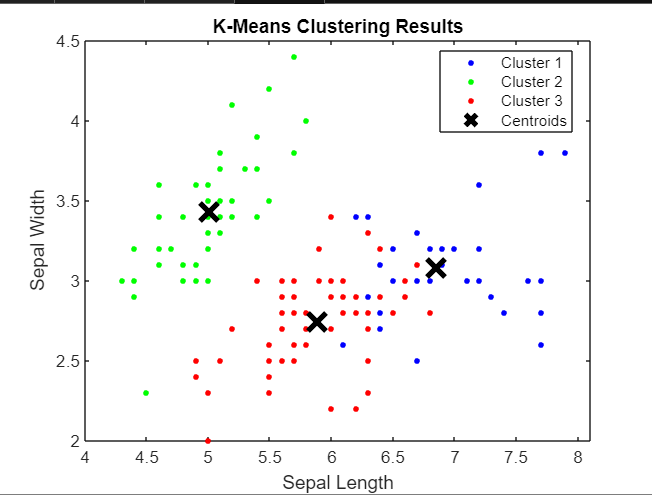 K-Means Clustering Results
4.5
4
3.5
3
2.5
2
Sepal Width
Cluster 1
Cluster 2
Cluster 3
Centroids
4 4.5 5 5.5 6 6.5 7 7.5 8
Sepal Length